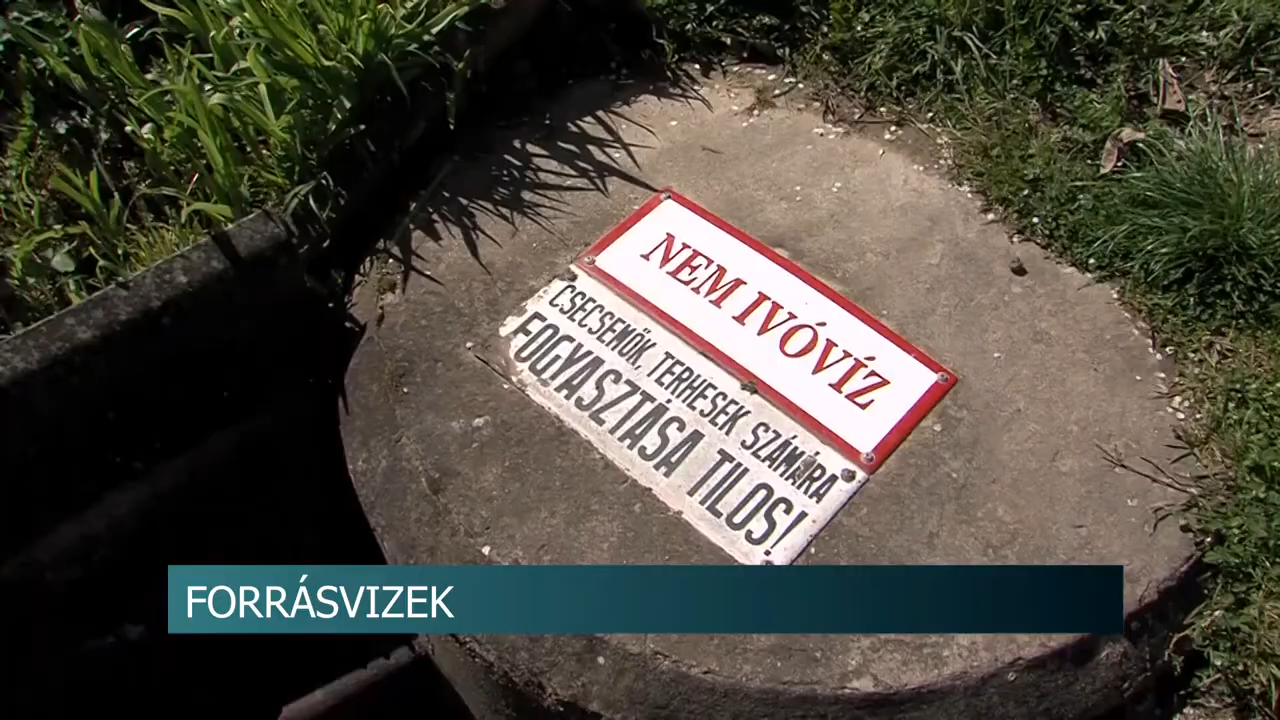 NEM IVÓVÍZ
CSECSEMŐK, TERHESEK SZÁMÁRA
FOGYASZTÁSA TILOS!
FORRÁSVIZEK